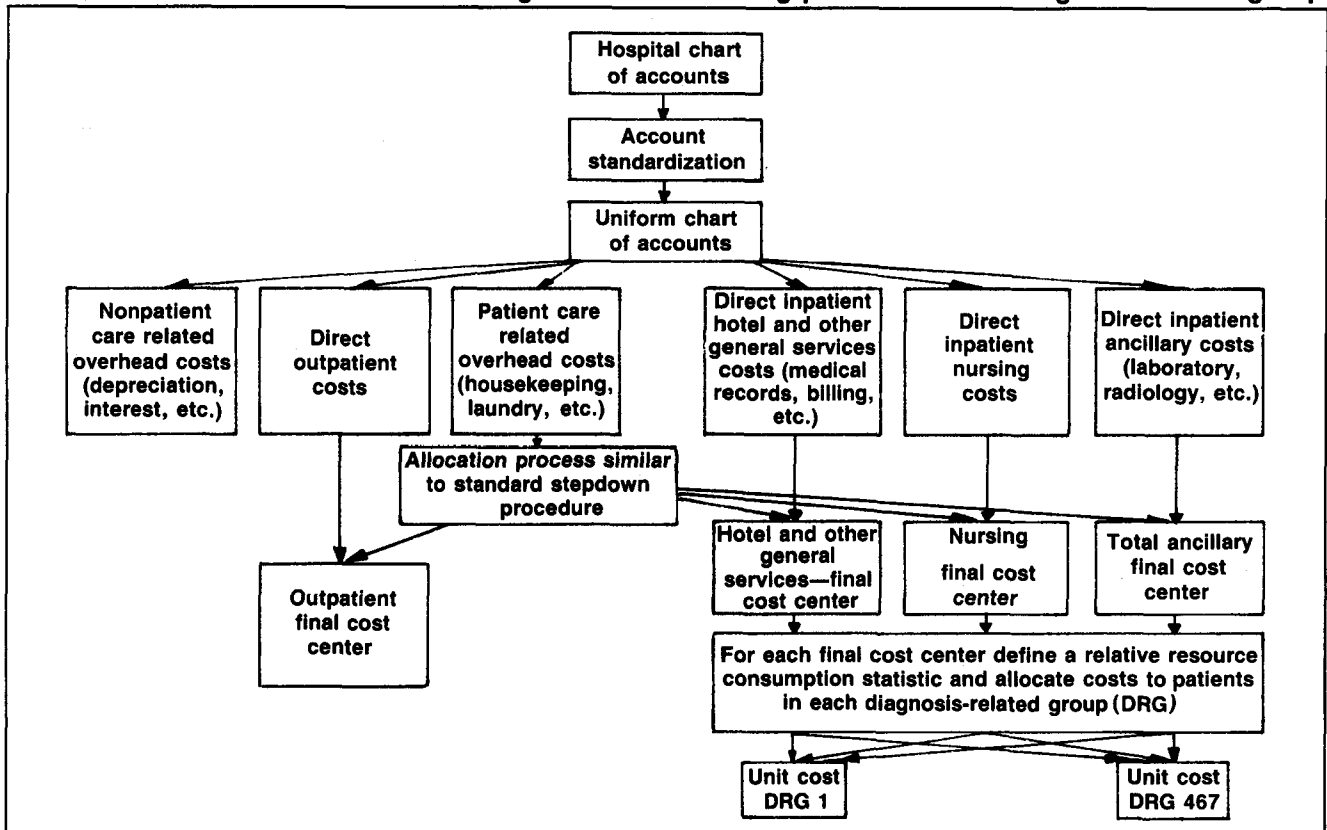 Hospital chart
of accounts
Account
standardization
Uniform chart
of accounts
Nonpatient
care related
overhead costs
(depreciation,
interest, etc.)
Direct
outpatient
costs
Patient care
related
overhead costs
(housekeeping,
laundry, etc.)
Direct inpatient
hotel and other
general services
costs (medical
records, billing,
etc.)
Direct
inpatient
nursing
costs
Direct inpatient
ancillary costs
(laboratory,
radiology, etc.)
Allocation process similar
to standard stepdown
procedure
Outpatient
final cost
center
Hotel and other
general
services—final
cost center
Nursing
final cost
center
Total ancillary
final cost
center
For each final cost center define a relative resource
consumption statistic and allocate costs to patients
in each diagnosis-related group (DRG)
Unit cost
DRG 1
Unit cost
DRG 467